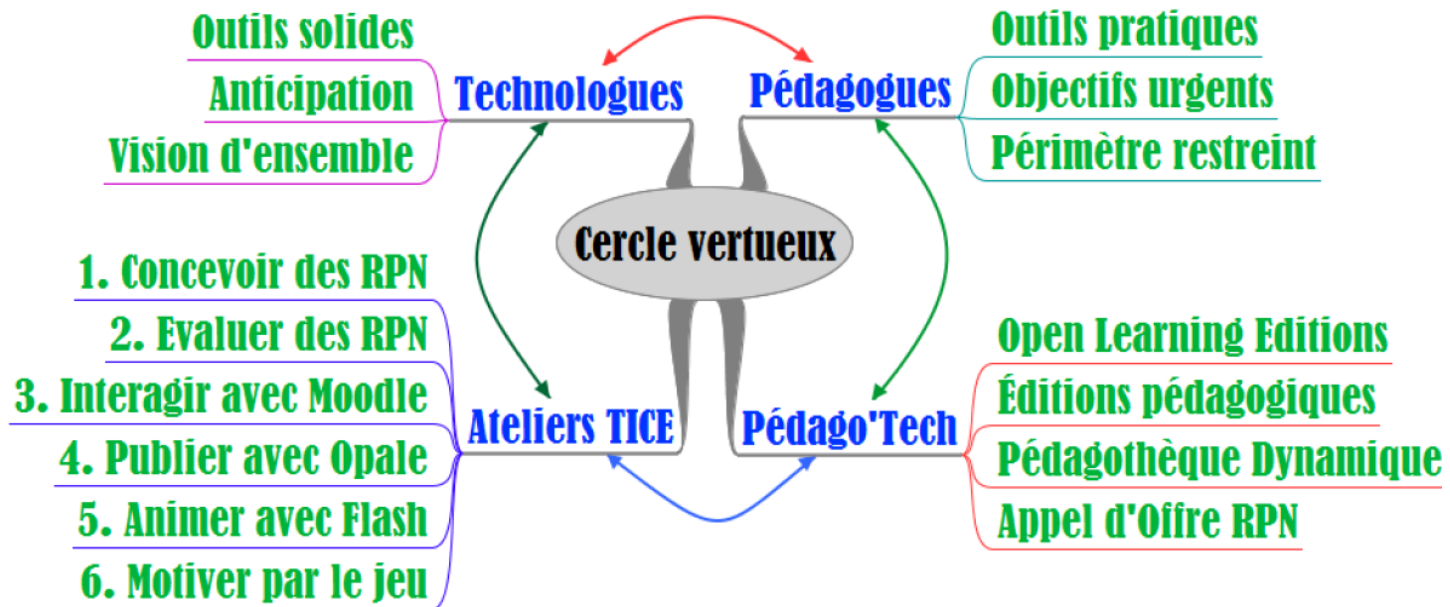 Outils solides
Anticipation
Vision d'ensemble
Technologues
Pédagogues
Outils pratiques
Objectifs urgents
Périmètre restreint
Cercle vertueux
1. Concevoir des RPN
2. Evaluer des RPN
3. Interagir avec Moodle
4. Publier avec Opale
5. Animer avec Flash
6. Motiver par le jeu
Ateliers TICE
Pédago'Tech
Open Learning Editions
Éditions pédagogiques
Pédagothèque Dynamique
Appel d'Offre RPN